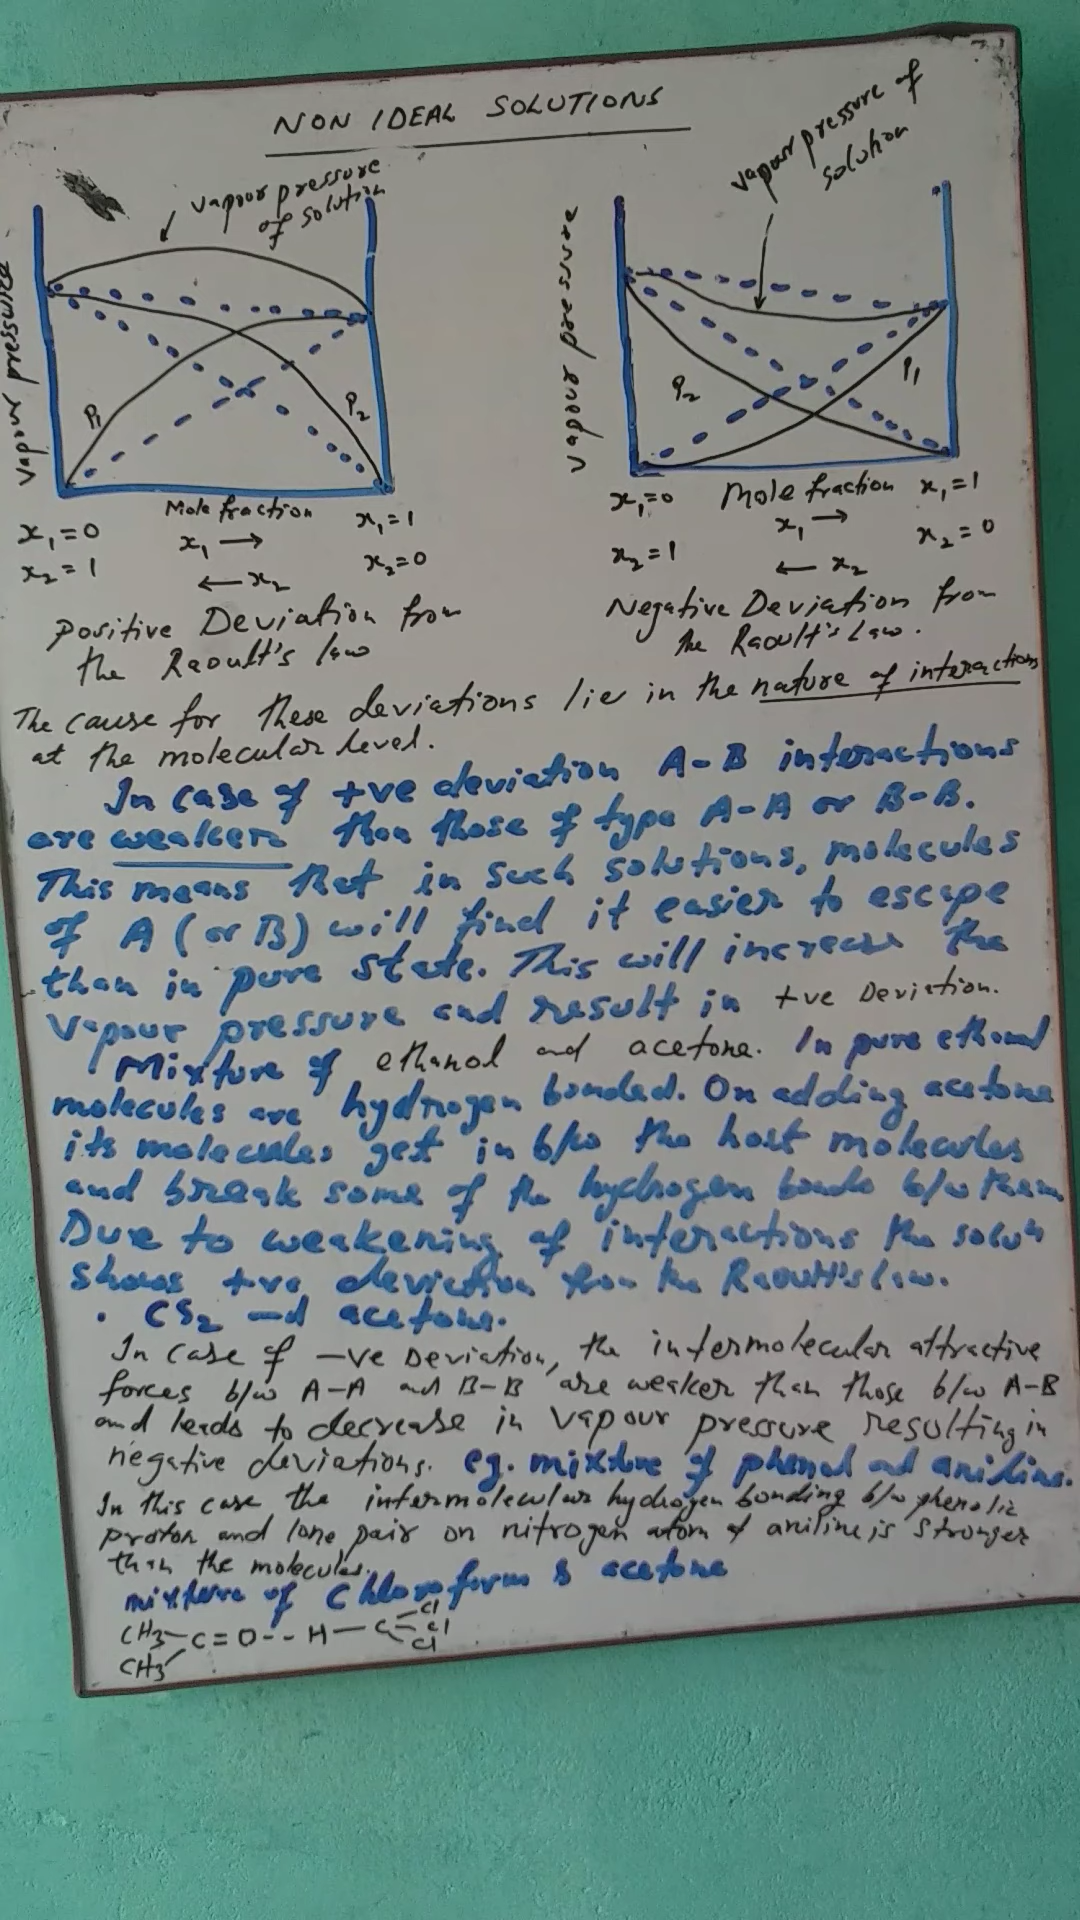 NON IDEAL SOLUTIONS
vapour pressure
of solution
vapour pressure of
solution
vapour pressure
P1
P2
vapour pressure
P2
P1
Mole fraction
x1=0
x1 →
x1=1
x2=1
← x2
x2=0
x1=0
Mole fraction
x1=1
x1 →
x2=1
← x2
x2=0
Positive Deviation from
the Raoult's law
Negative Deviation from
the Raoult's Law.
The cause for these deviations lie in the nature of interactions
at the molecular level.
In case of +ve deviation A-B interactions
are weaker than those of type A-A or B-B.
This means that in such solutions, molecules
of A (or B) will find it easier to escape
than in pure state. This will increase the
vapour pressure and result in +ve Deviation.
Mixture of ethanol and acetone. In pure ethanol
molecules are hydrogen bonded. On adding acetone
its molecules get in b/w the host molecules
and break some of the hydrogen bonds b/w them
Due to weakening of interactions the solun
shows +ve deviation from the Raoult's law.
• CS2 and acetone.
In case of -ve Deviation, the intermolecular attractive
forces b/w A-A and B-B are weaker than those b/w A-B
and leads to decrease in vapour pressure resulting in
negative deviations. eg. mixture of phenol and aniline.
In this case the intermolecular hydrogen bonding b/w phenolic
proton and lone pair on nitrogen atom of aniline is stronger
than the molecules.
mixture of Chloroform & acetone
CH3-C=O---H-C-Cl
CH3
Cl
Cl